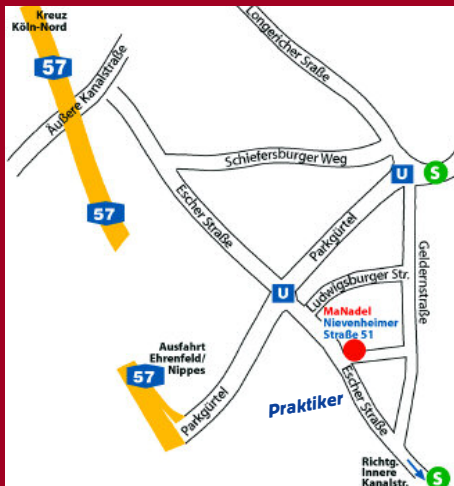 Kreuz
Köln-Nord
57
Äußere Kanalstraße
Longericher Sraße
Schiefersburger Weg
U
S
57
Escher Straße
Parkgürtel
Geldernstraße
Ludwigsburger Str.
U
MaNadel
Nievenheimer
Straße 51
Ausfahrt
Ehrenfeld/
Nippes
57
Parkgürtel
Praktiker
Escher Straße
Richtg.
Innere
Kanalstr.
S